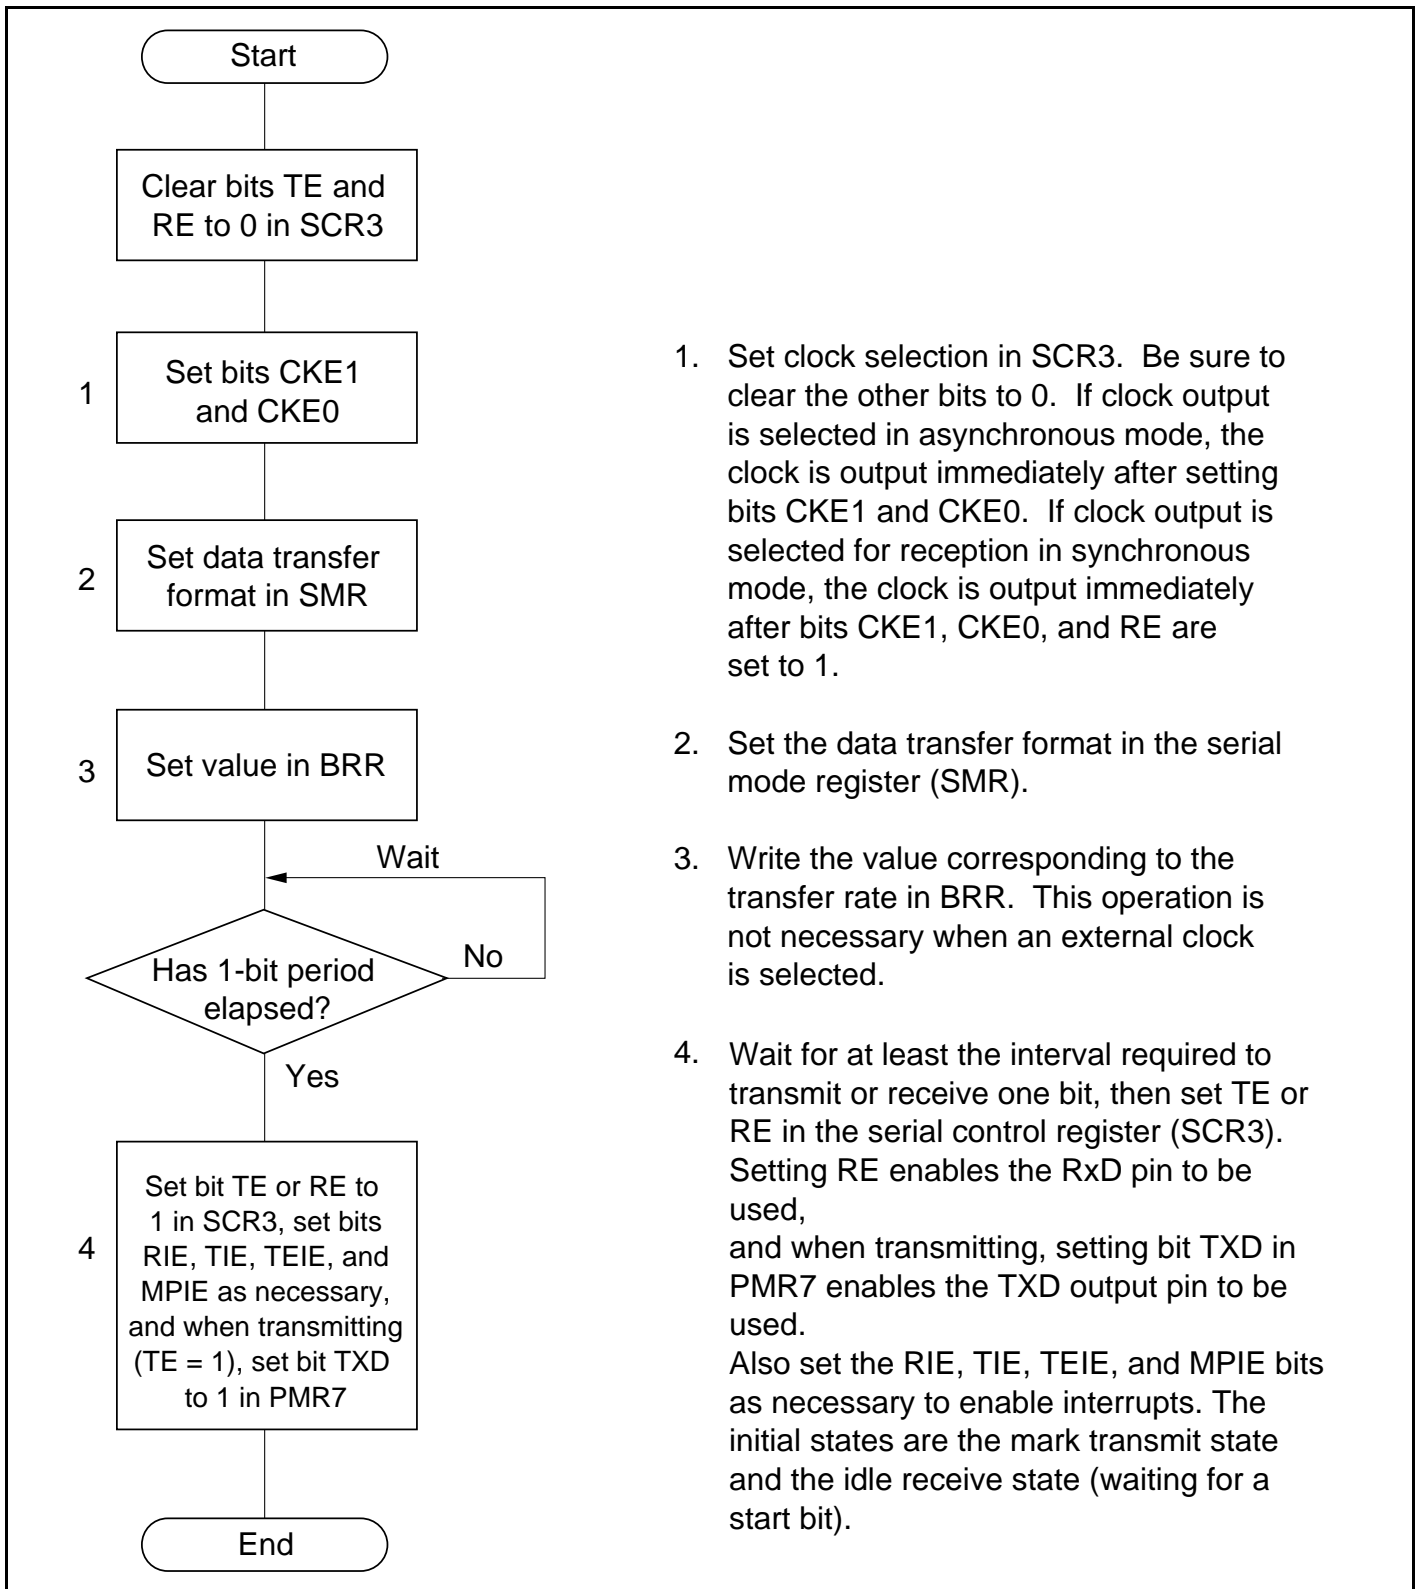 Start
Clear bits TE and
RE to 0 in SCR3
1
Set bits CKE1
and CKE0
2
Set data transfer
format in SMR
3
Set value in BRR
Wait
No
Has 1-bit period
elapsed?
Yes
4
Set bit TE or RE to
1 in SCR3, set bits
RIE, TIE, TEIE, and
MPIE as necessary,
and when transmitting
(TE = 1), set bit TXD
to 1 in PMR7
End
1. Set clock selection in SCR3. Be sure to
clear the other bits to 0. If clock output
is selected in asynchronous mode, the
clock is output immediately after setting
bits CKE1 and CKE0. If clock output is
selected for reception in synchronous
mode, the clock is output immediately
after bits CKE1, CKE0, and RE are
set to 1.
2. Set the data transfer format in the serial
mode register (SMR).
3. Write the value corresponding to the
transfer rate in BRR. This operation is
not necessary when an external clock
is selected.
4. Wait for at least the interval required to
transmit or receive one bit, then set TE or
RE in the serial control register (SCR3).
Setting RE enables the RxD pin to be
used,
and when transmitting, setting bit TXD in
PMR7 enables the TXD output pin to be
used.
Also set the RIE, TIE, TEIE, and MPIE bits
as necessary to enable interrupts. The
initial states are the mark transmit state
and the idle receive state (waiting for a
start bit).